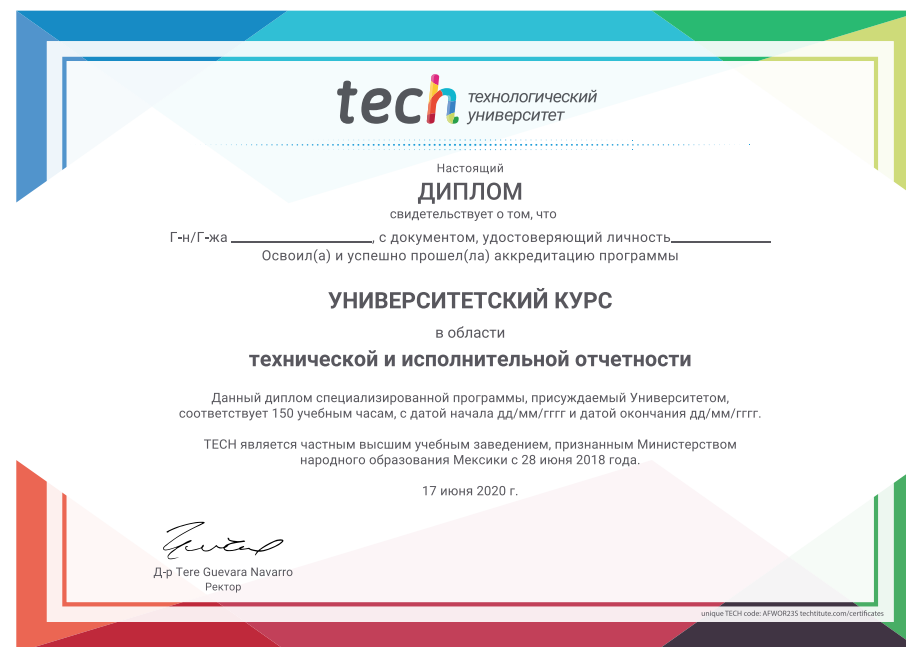 tech технологический
университет
Настоящий
ДИПЛОМ
свидетельствует о том, что
Г-н/Г-жа ____________________, с документом, удостоверяющий личность______________
Освоил(а) и успешно прошел(ла) аккредитацию программы
УНИВЕРСИТЕТСКИЙ КУРС
в области
технической и исполнительной отчетности
Данный диплом специализированной программы, присуждаемый Университетом,
соответствует 150 учебным часам, с датой начала дд/мм/гггг и датой окончания дд/мм/гггг.
TECH является частным высшим учебным заведением, признанным Министерством
народного образования Мексики с 28 июня 2018 года.
17 июня 2020 г.
Д-р Tere Guevara Navarro
Ректор
unique TECH code: AFWOR23S techtitute.com/certificates